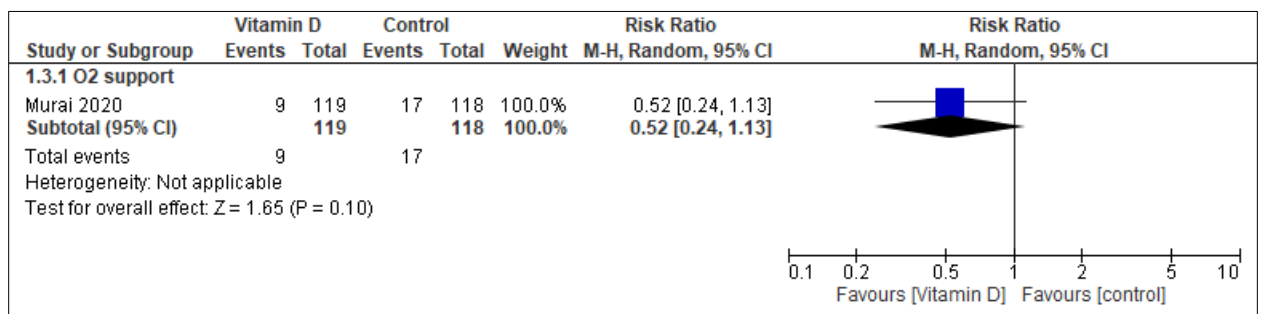 Vitamin D Control Risk Ratio Risk Ratio
Study or Subgroup Events Total Events Total Weight M-H, Random, 95% CI M-H, Random, 95% CI
1.3.1 O2 support
Murai 2020 9 119 17 118 100.0% 0.52 [0.24, 1.13]
Subtotal (95% CI) 119 118 100.0% 0.52 [0.24, 1.13]
Total events 9 17
Heterogeneity: Not applicable
Test for overall effect: Z = 1.65 (P = 0.10)
0.1 0.2 0.5 1 2 5 10
Favours [Vitamin D] Favours [control]